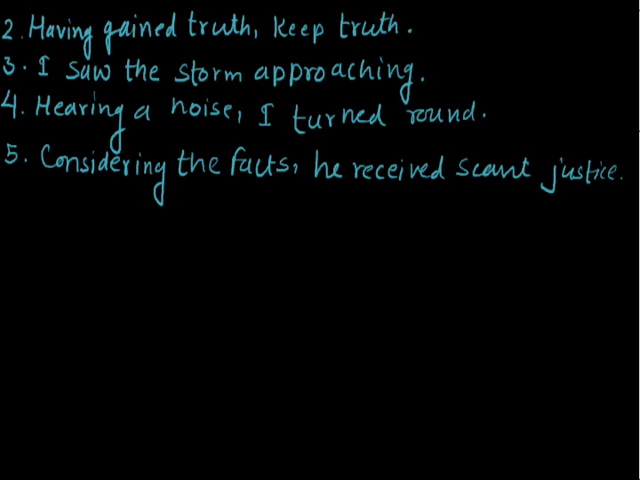 2. Having gained truth, keep truth.
3. I saw the storm approaching.
4. Hearing a noise, I turned round.
5. Considering the facts, he received scant justice.